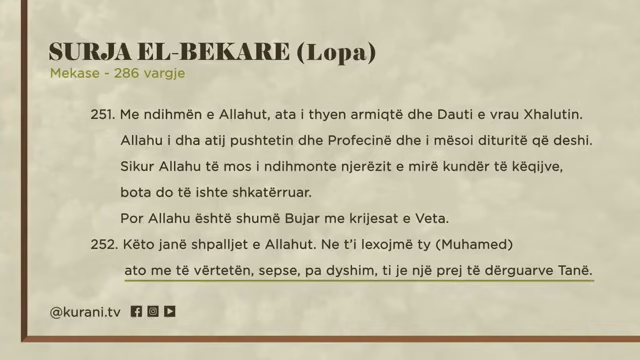 SURJA EL-BEKARE (Lopa)
Mekase - 286 vargje
251. Me ndihmën e Allahut, ata i thyen armiqtë dhe Dauti e vrau Xhalutin.
Allahu i dha atij pushtetin dhe Profecinë dhe i mësoi dituritë që deshi.
Sikur Allahu të mos i ndihmonte njerëzit e mirë kundër të këqijve,
bota do të ishte shkatërruar.
Por Allahu është shumë Bujar me krijesat e Veta.
252. Këto janë shpalljet e Allahut. Ne t'i lexojmë ty (Muhamed)
ato me të vërtetën, sepse, pa dyshim, ti je një prej të dërguarve Tanë.
@kurani.tv